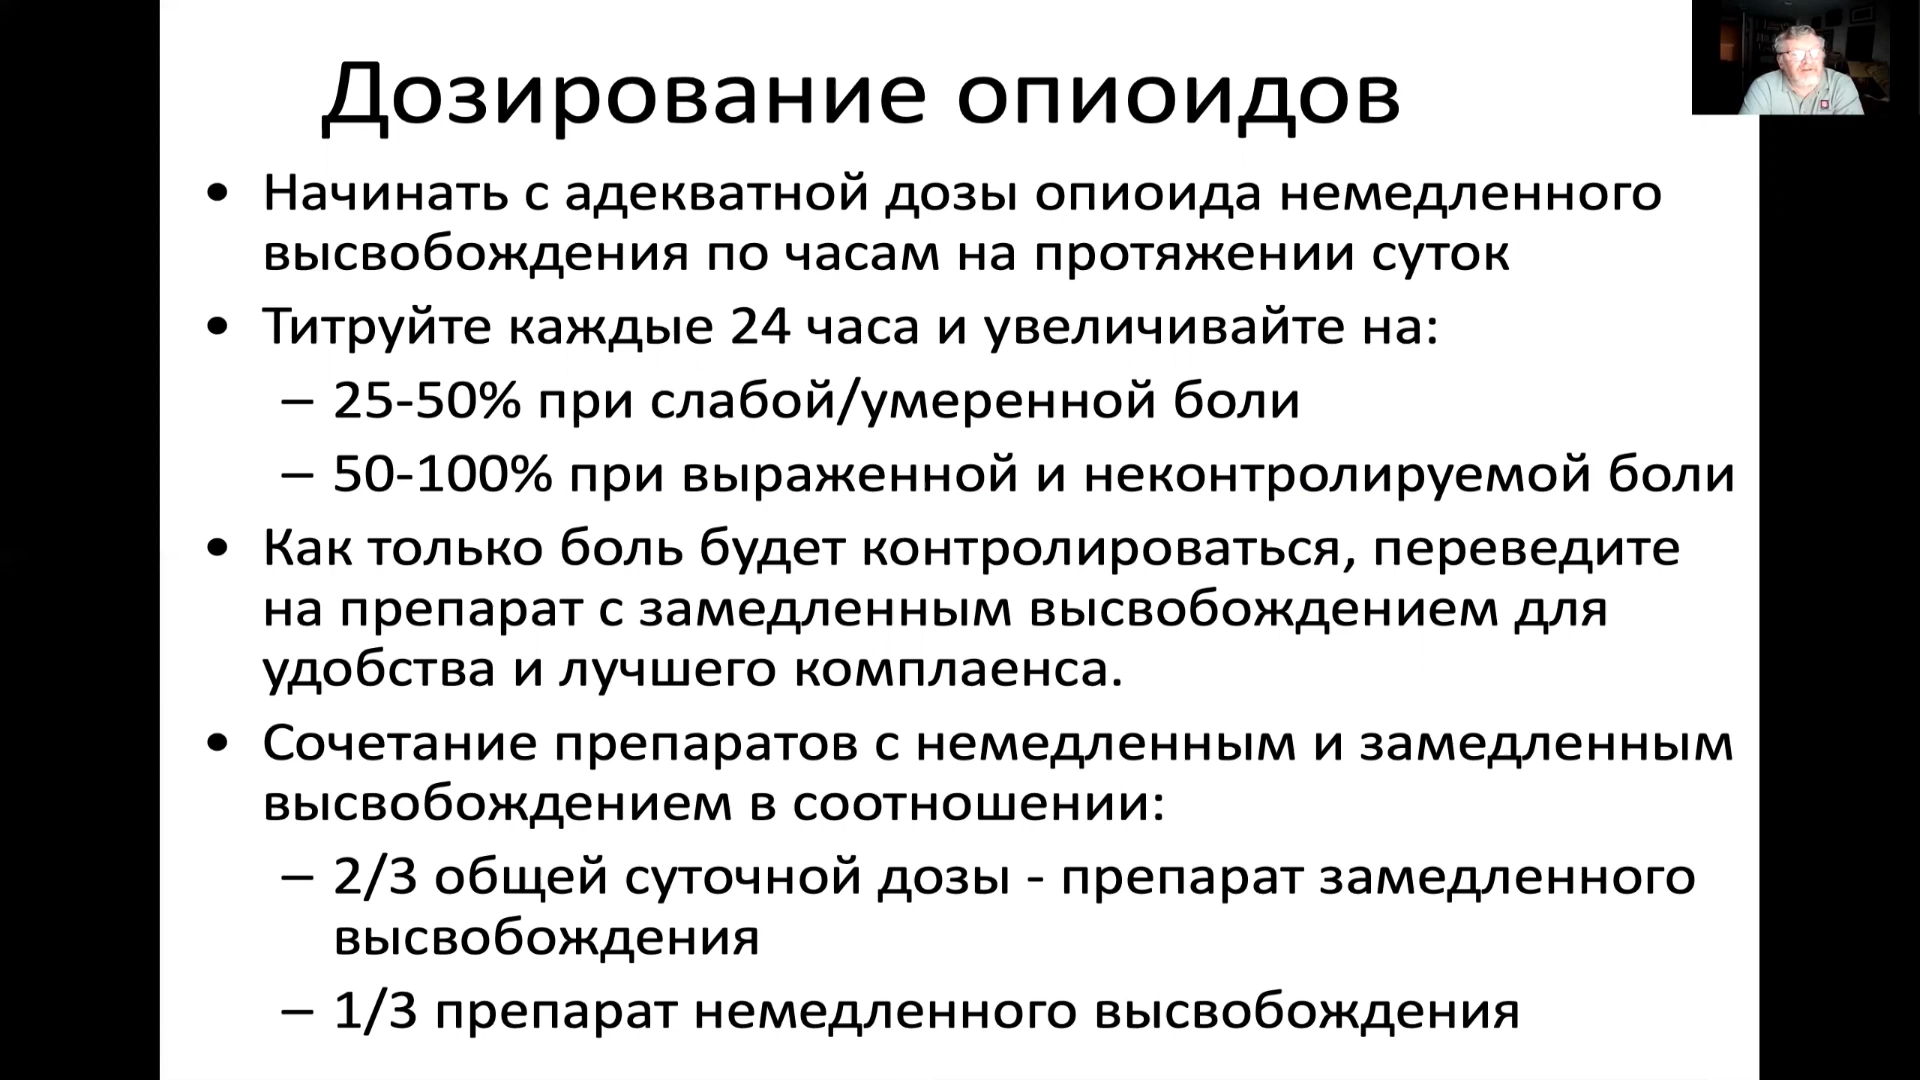 Дозирование опиоидов
• Начинать с адекватной дозы опиоида немедленного
высвобождения по часам на протяжении суток
• Титруйте каждые 24 часа и увеличивайте на:
– 25-50% при слабой/умеренной боли
– 50-100% при выраженной и неконтролируемой боли
• Как только боль будет контролироваться, переведите
на препарат с замедленным высвобождением для
удобства и лучшего комплаенса.
• Сочетание препаратов с немедленным и замедленным
высвобождением в соотношении:
– 2/3 общей суточной дозы - препарат замедленного
высвобождения
– 1/3 препарат немедленного высвобождения